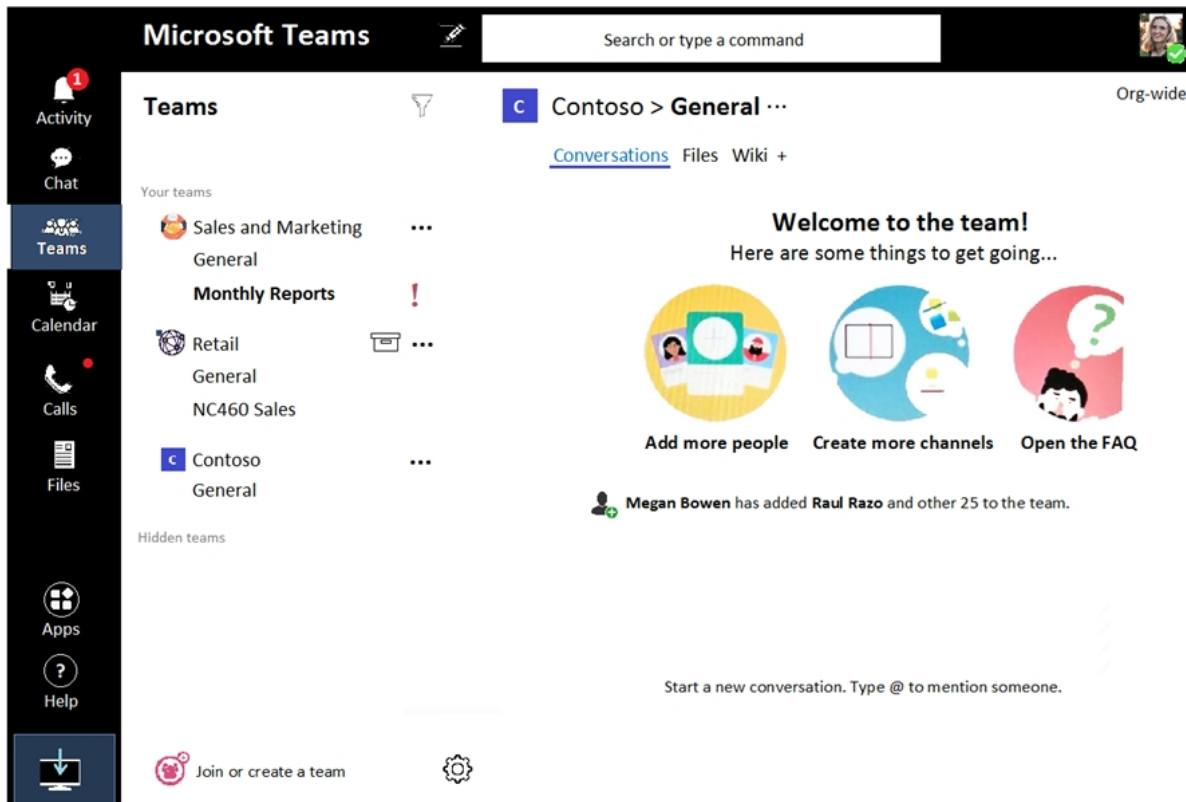 Microsoft Teams
Search or type a command
1
Activity
Chat
Teams
Calendar
Calls
Files
Apps
?
Help
Teams
Your teams
Sales and Marketing ...
General
Monthly Reports !
Retail ...
General
NC460 Sales
C Contoso ...
General
Hidden teams
Join or create a team
C Contoso > General ...
Org-wide
Conversations Files Wiki +
Welcome to the team!
Here are some things to get going...
?
Add more people Create more channels Open the FAQ
Megan Bowen has added Raul Razo and other 25 to the team.
Start a new conversation. Type @ to mention someone.